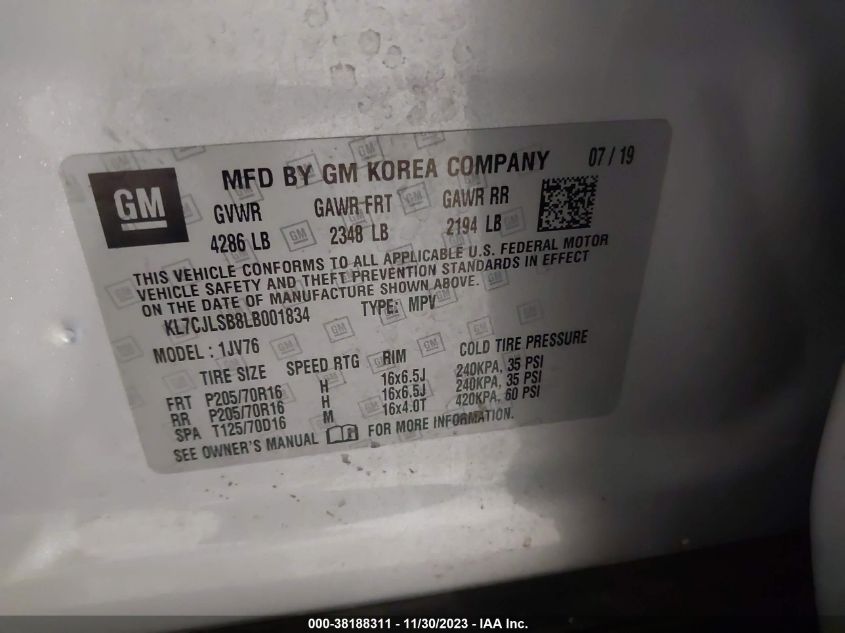 GM
MFD BY GM KOREA COMPANY 07/19
GVWR GAWR FRT GAWR RR
4286 LB 2348 LB 2194 LB
THIS VEHICLE CONFORMS TO ALL APPLICABLE U.S. FEDERAL MOTOR
VEHICLE SAFETY AND THEFT PREVENTION STANDARDS IN EFFECT
ON THE DATE OF MANUFACTURE SHOWN ABOVE.
KL7CJLSB8LB001834 TYPE: MPV
MODEL: 1JV76
TIRE SIZE SPEED RTG RIM COLD TIRE PRESSURE
FRT P205/70R16 H 16x6.5J 240KPA, 35 PSI
RR P205/70R16 H 16x6.5J 240KPA, 35 PSI
SPA T125/70D16 M 16x4.0T 420KPA, 60 PSI
SEE OWNER'S MANUAL FOR MORE INFORMATION.
000-38188311 - 11/30/2023 - IAA Inc.